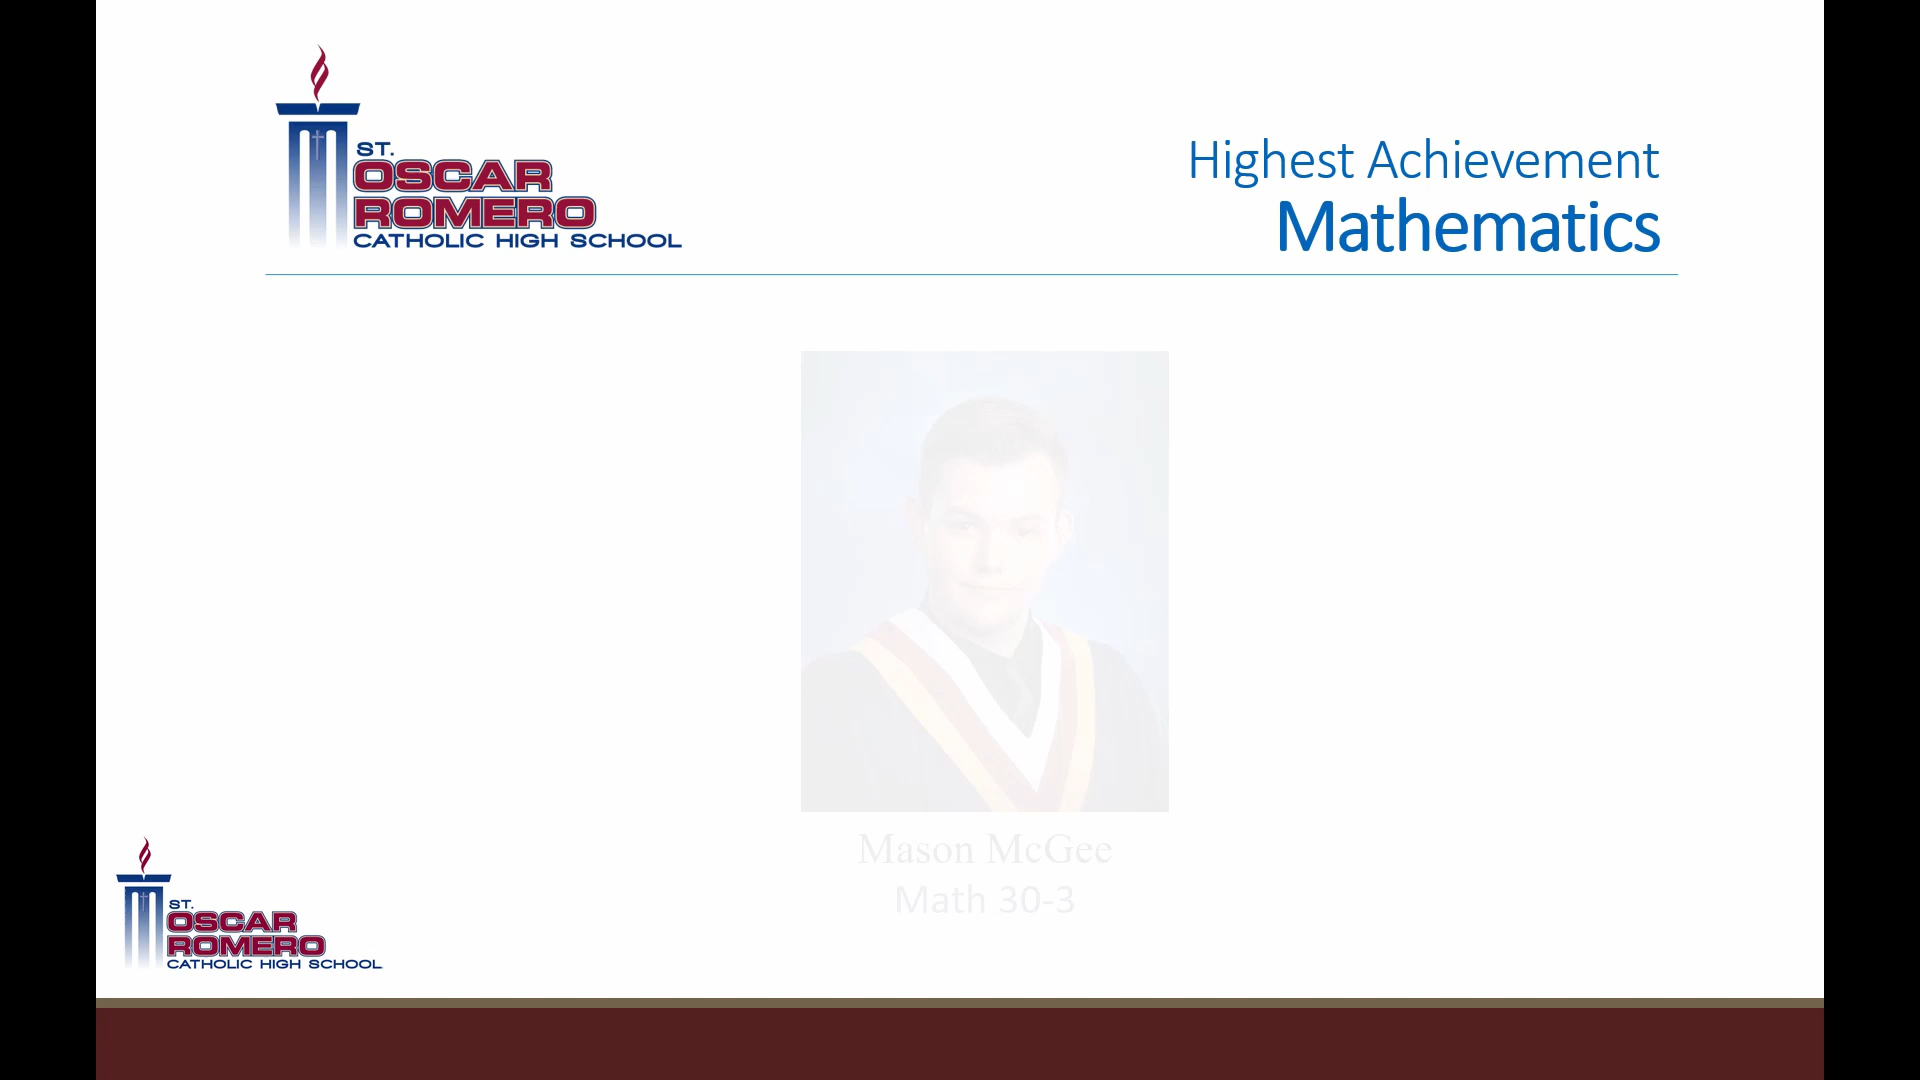 ST.
OSCAR
ROMERO
CATHOLIC HIGH SCHOOL
Highest Achievement
Mathematics
Mason McGee
Math 30-3
ST.
OSCAR
ROMERO
CATHOLIC HIGH SCHOOL